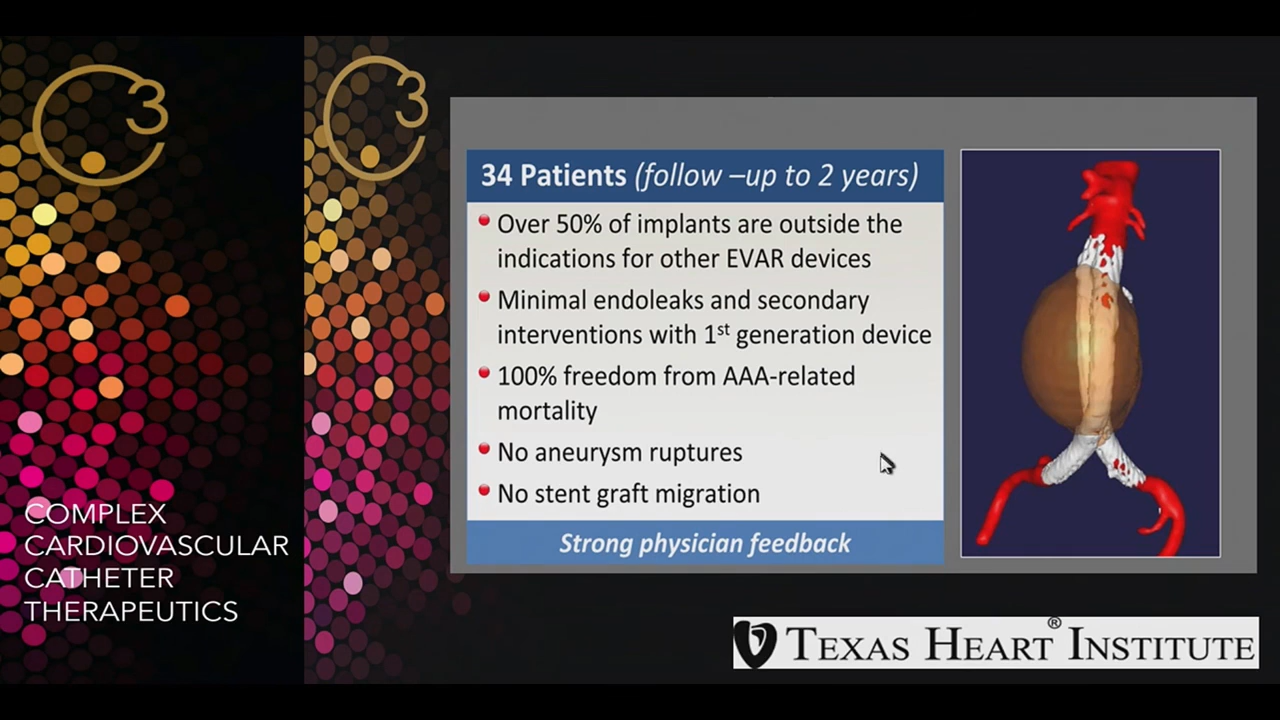 3
3
COMPLEX
CARDIOVASCULAR
CATHETER
THERAPEUTICS
34 Patients (follow –up to 2 years)
Over 50% of implants are outside the
indications for other EVAR devices
Minimal endoleaks and secondary
interventions with 1st generation device
100% freedom from AAA-related
mortality
No aneurysm ruptures
No stent graft migration
Strong physician feedback
TEXAS HEART® INSTITUTE